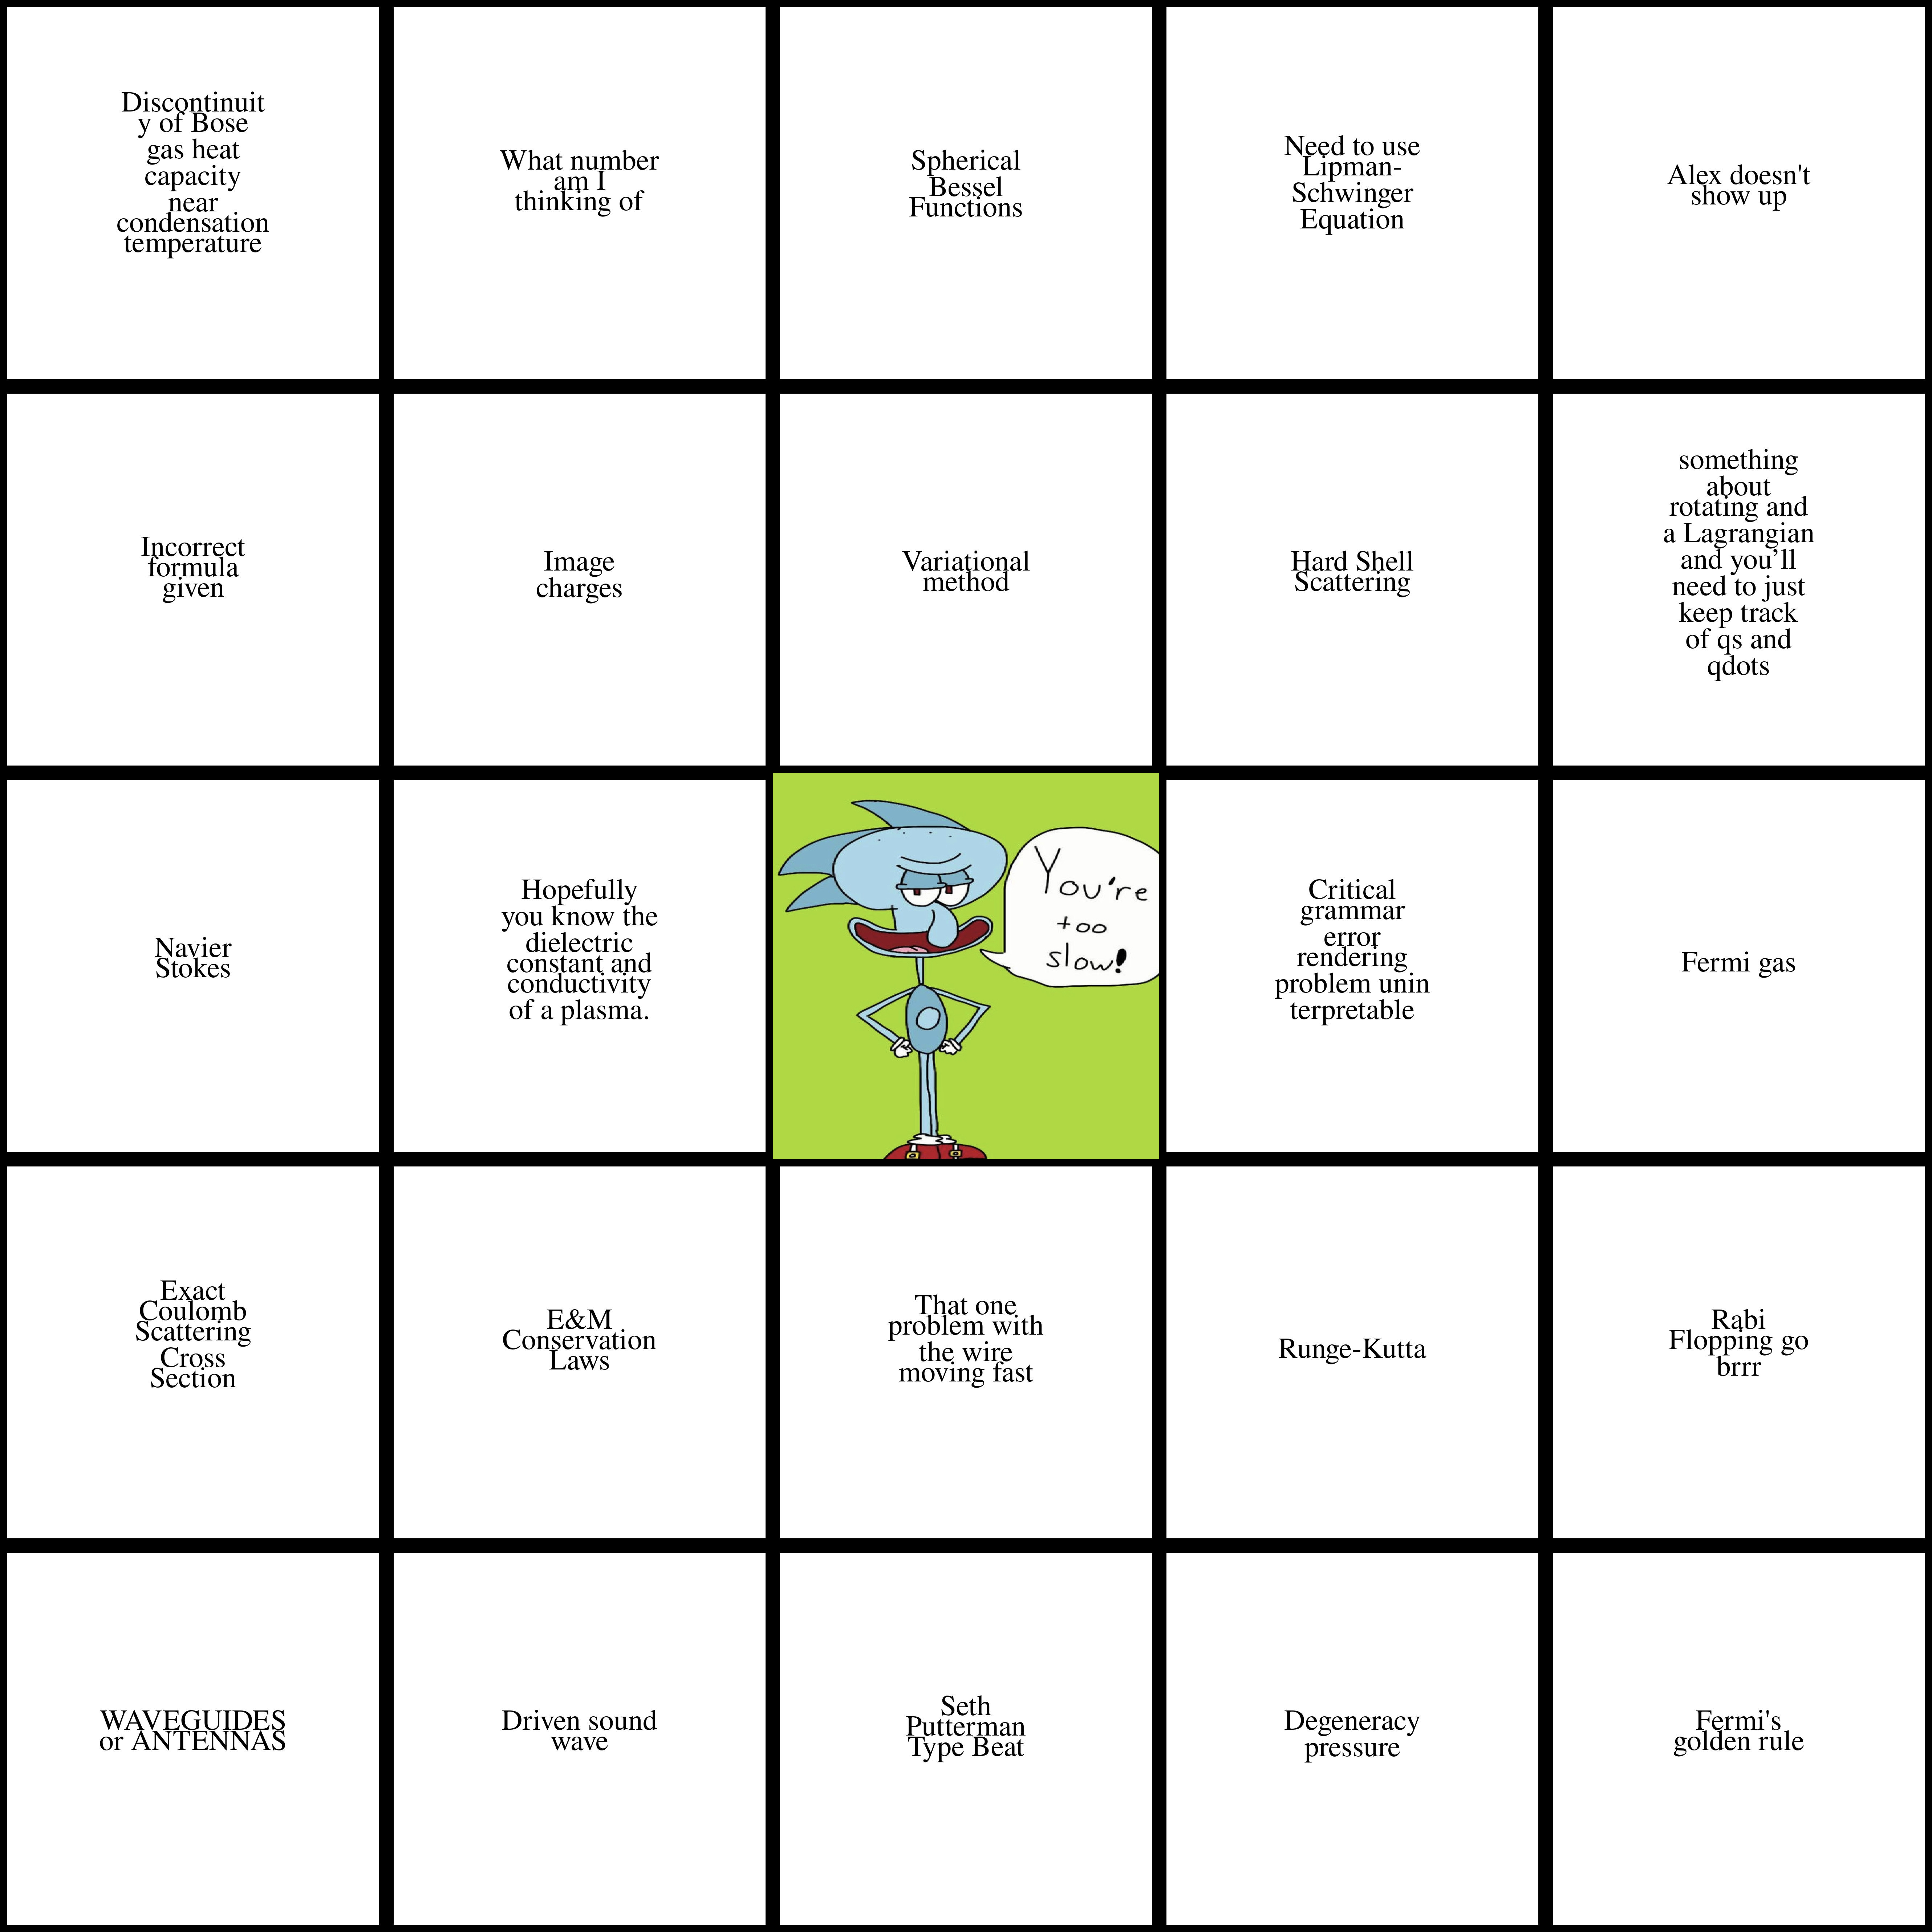 Discontinuit
y of Bose
gas heat
capacity
near
condensation
temperature
What number
am I
thinking of
Spherical
Bessel
Functions
Need to use
Lipman-
Schwinger
Equation
Alex doesn't
show up
Incorrect
formula
given
Image
charges
Variational
method
Hard Shell
Scattering
something
about
rotating and
a Lagrangian
and you’ll
need to just
keep track
of qs and
qdots
Navier
Stokes
Hopefully
you know the
dielectric
constant and
conductivity
of a plasma.
You're
too
slow!
Critical
grammar
error
rendering
problem unin
terpretable
Fermi gas
Exact
Coulomb
Scattering
Cross
Section
E&M
Conservation
Laws
That one
problem with
the wire
moving fast
Runge-Kutta
Rabi
Flopping go
brrr
WAVEGUIDES
or ANTENNAS
Driven sound
wave
Seth
Putterman
Type Beat
Degeneracy
pressure
Fermi's
golden rule